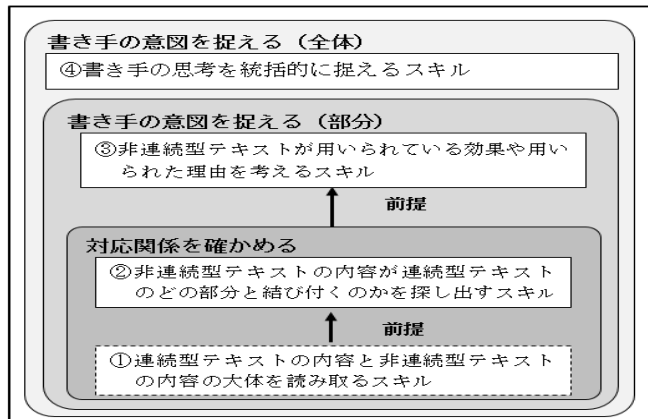 書き手の意図を捉える（全体）
④書き手の思考を統括的に捉えるスキル
書き手の意図を捉える（部分）
③非連続型テキストが用いられている効果や用い
られた理由を考えるスキル
前提
対応関係を確かめる
②非連続型テキストの内容が連続型テキスト
のどの部分と結び付くのかを探し出すスキル
前提
①連続型テキストの内容と非連続型テキスト
の内容の大体を読み取るスキル